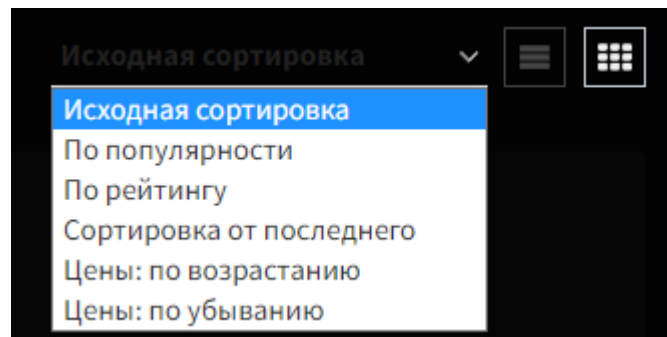 Исходная сортировка
Исходная сортировка
По популярности
По рейтингу
Сортировка от последнего
Цены: по возрастанию
Цены: по убыванию